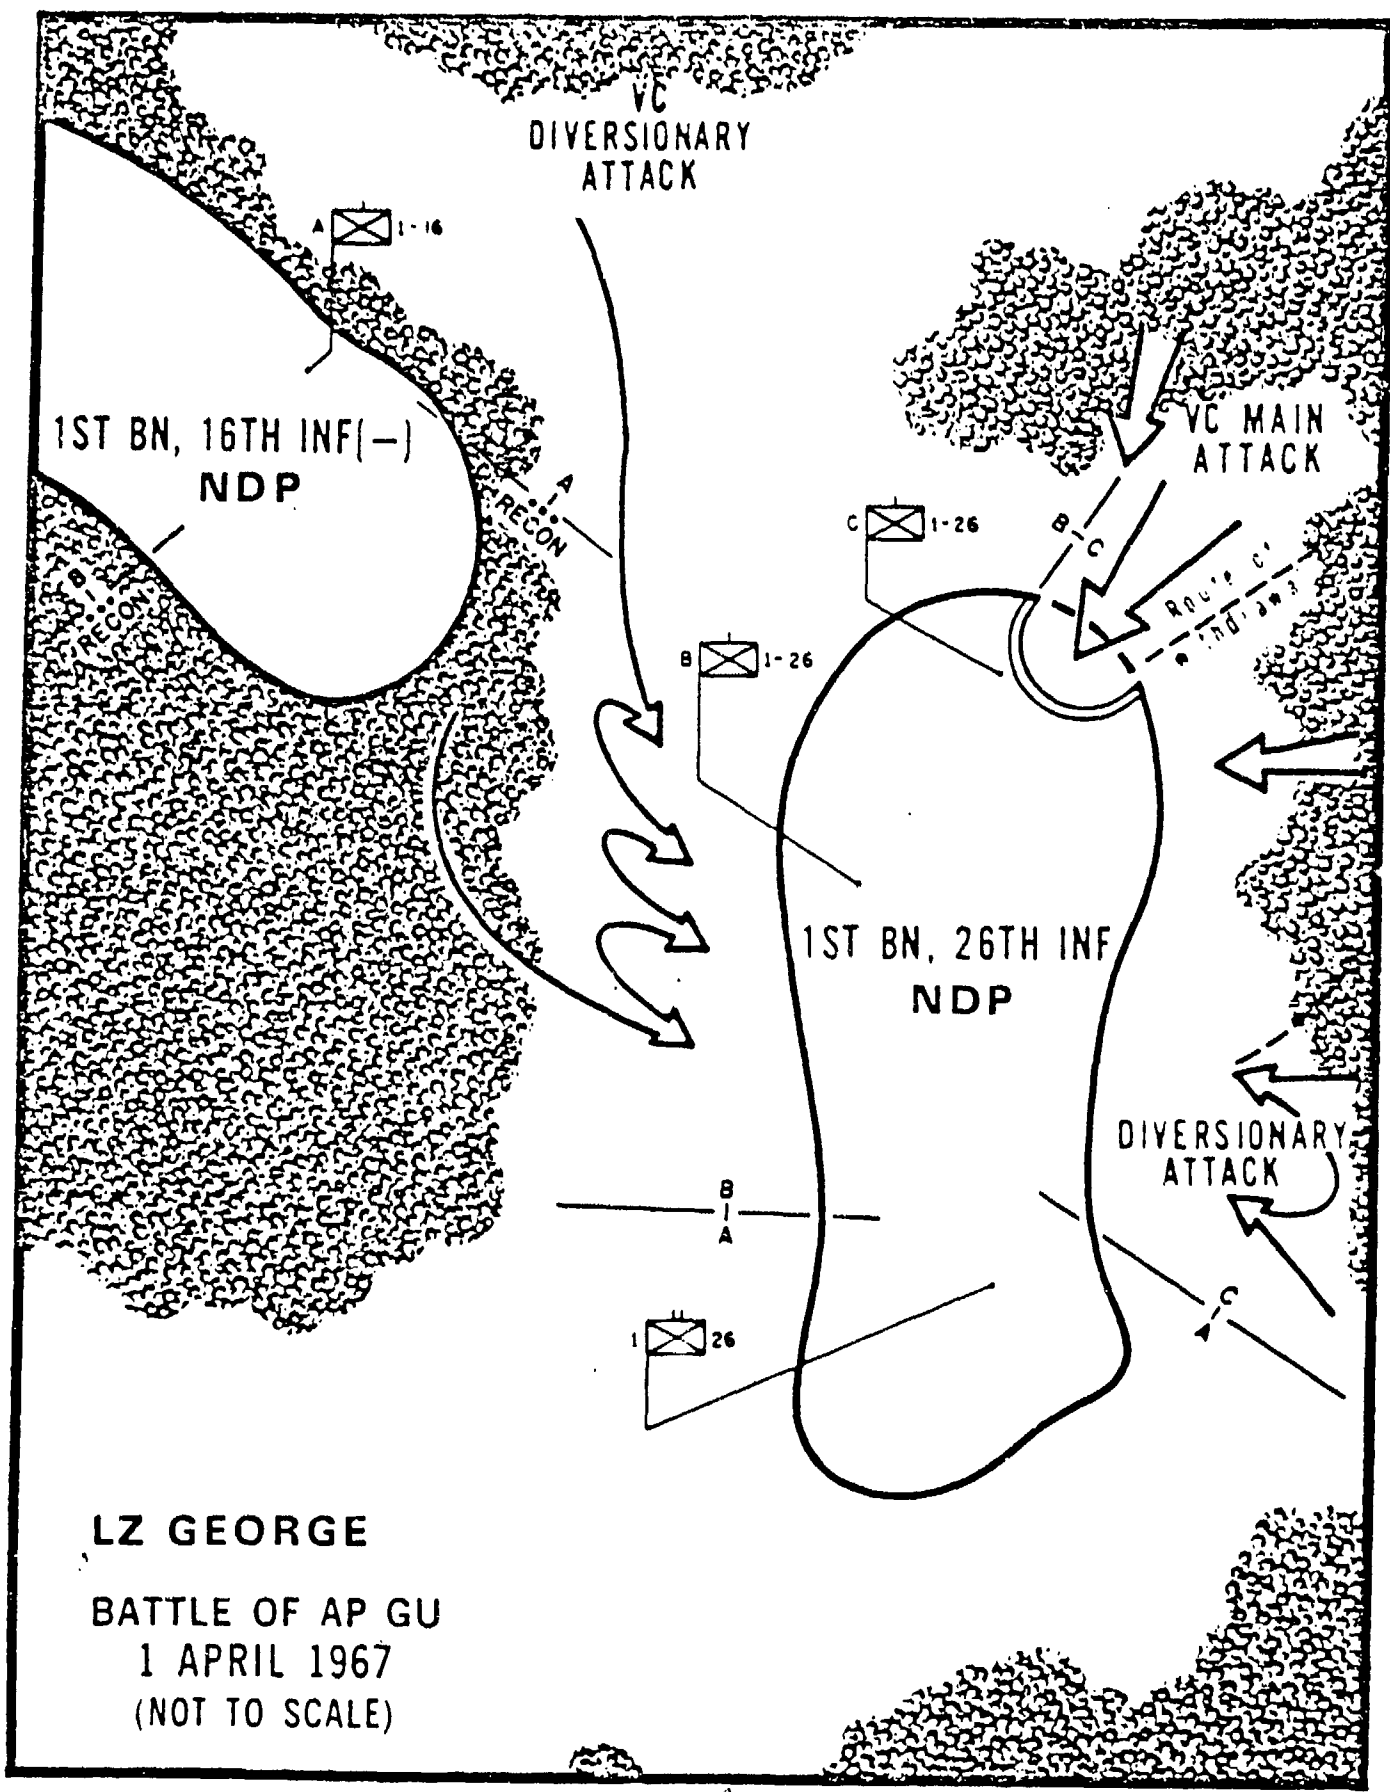 VC
DIVERSIONARY
ATTACK
A 1-16
1ST BN, 16TH INF(-)
NDP
A
RECON
B
RECON
VC MAIN
ATTACK
C 1-26
B-C
Route of
B 1-26
1ST BN, 26TH INF
NDP
DIVERSIONARY
ATTACK
B
A
C
A
1 26
LZ GEORGE
BATTLE OF AP GU
1 APRIL 1967
(NOT TO SCALE)